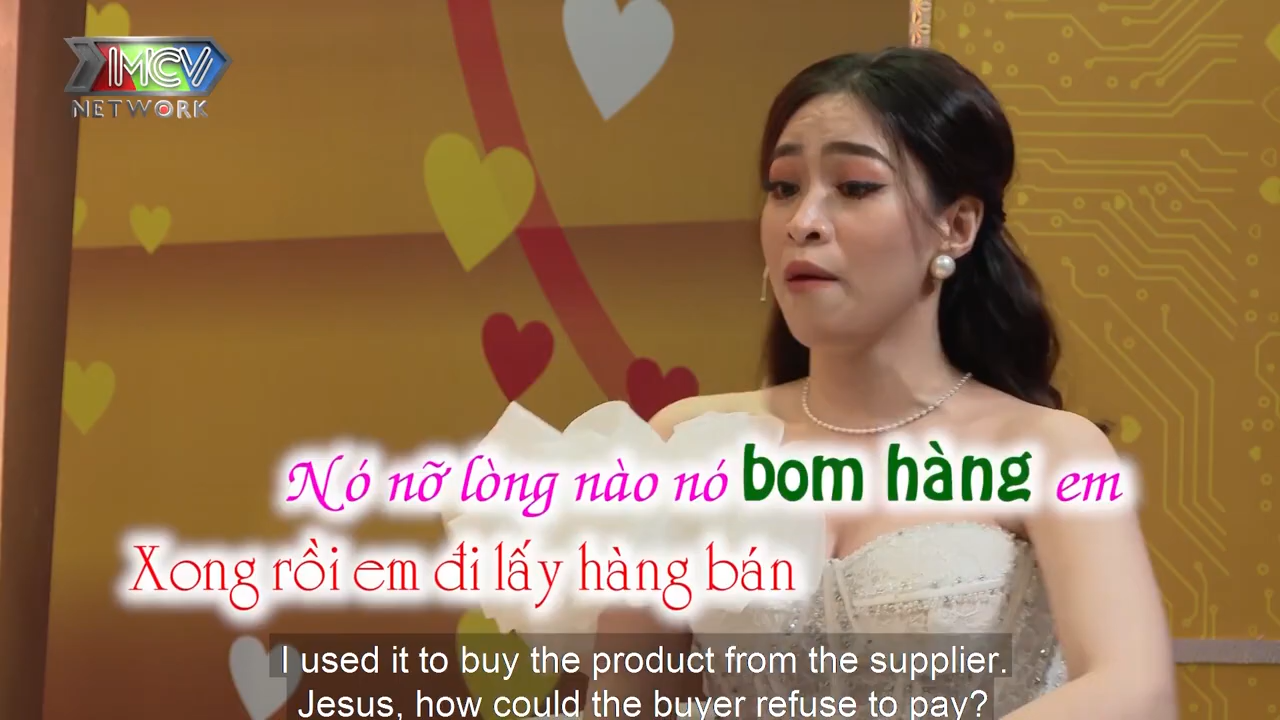 MCV
NETWORK
Nó nỡ lòng nào nó bom hàng em
Xong rồi em đi lấy hàng bán
I used it to buy the product from the supplier.
Jesus, how could the buyer refuse to pay?